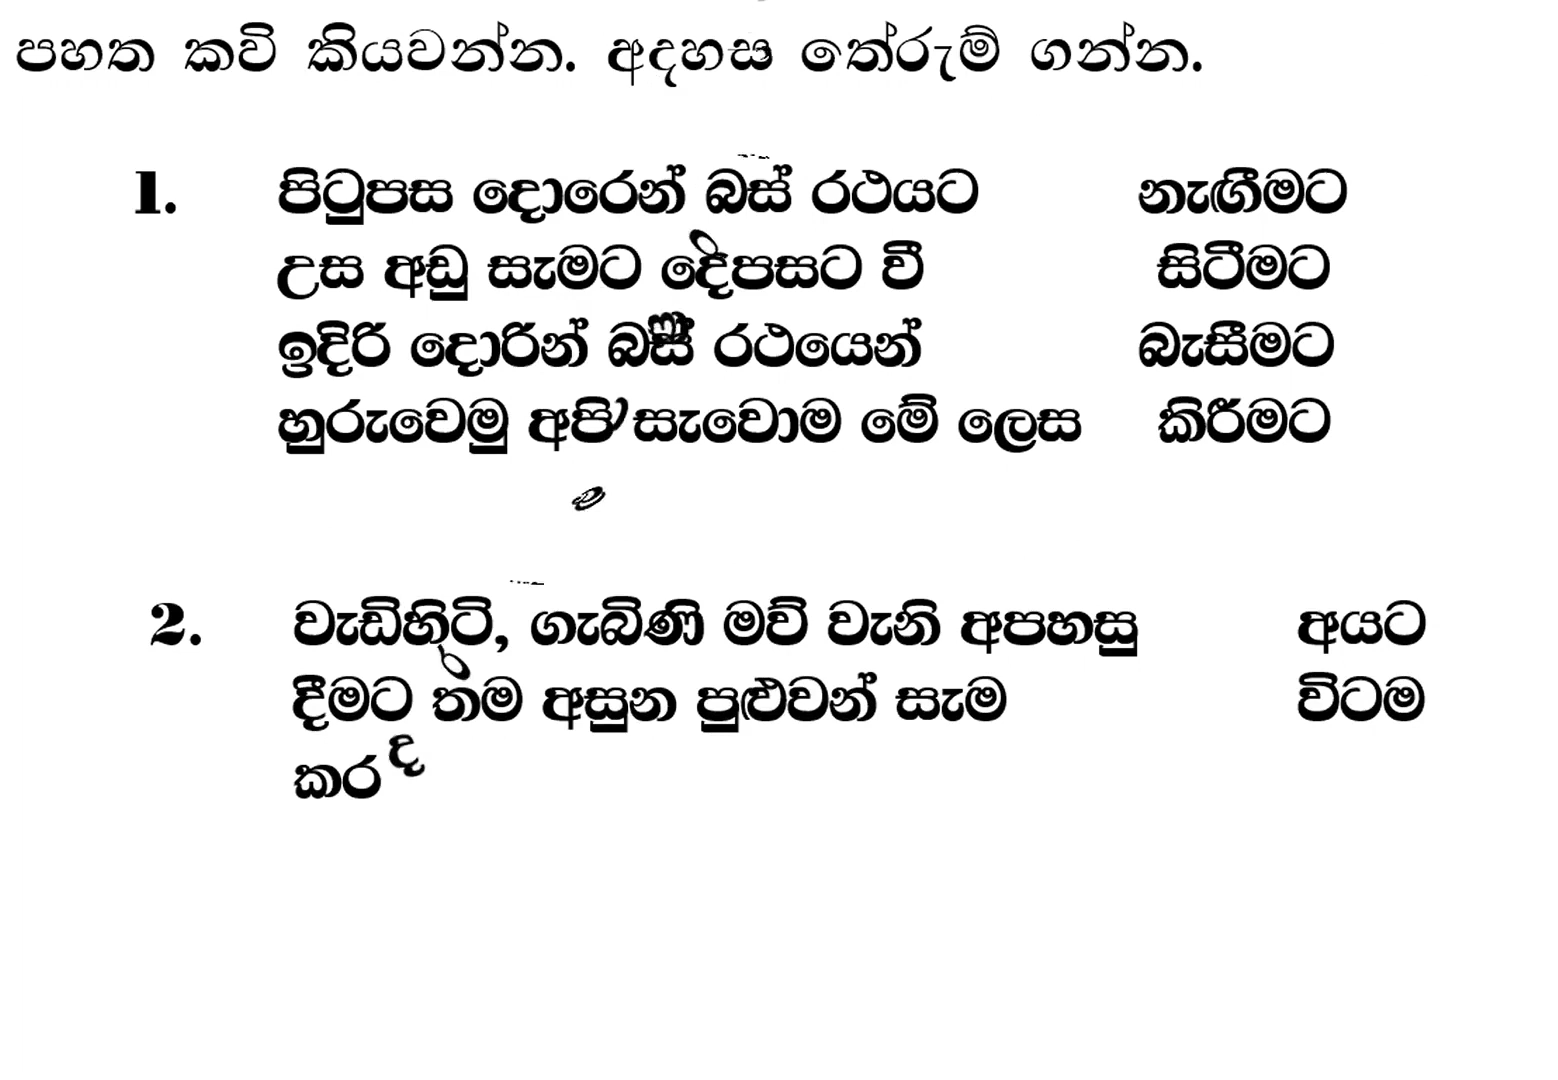 පහත කවි කියවන්න. අදහස තේරුම් ගන්න.
1. පිටුපස දොරෙන් බස් රථයට නැඟීමට
උස අඩු සැමට දෙපසට වී සිටීමට
ඉදිරි දොරින් බස් රථයෙන් බැසීමට
හුරුවෙමු අපි සැවොම මේ ලෙස කිරීමට
2. වැඩිහිටි, ගැබිණි මව් වැනි අපහසු අයට
දීමට තම අසුන පුළුවන් සැම විටම
කර ද